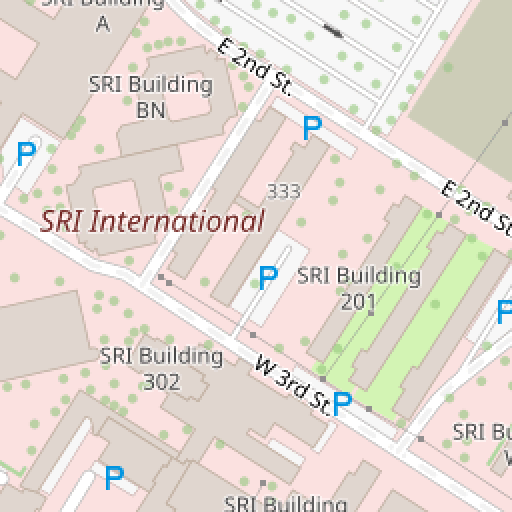 SRI Building
A
E 2nd St.
SRI Building
BN
P
P
333
E 2nd St.
SRI International
P
SRI Building
201
P
SRI Building
302
W 3rd St.
P
SRI Bu
P
SRI Building